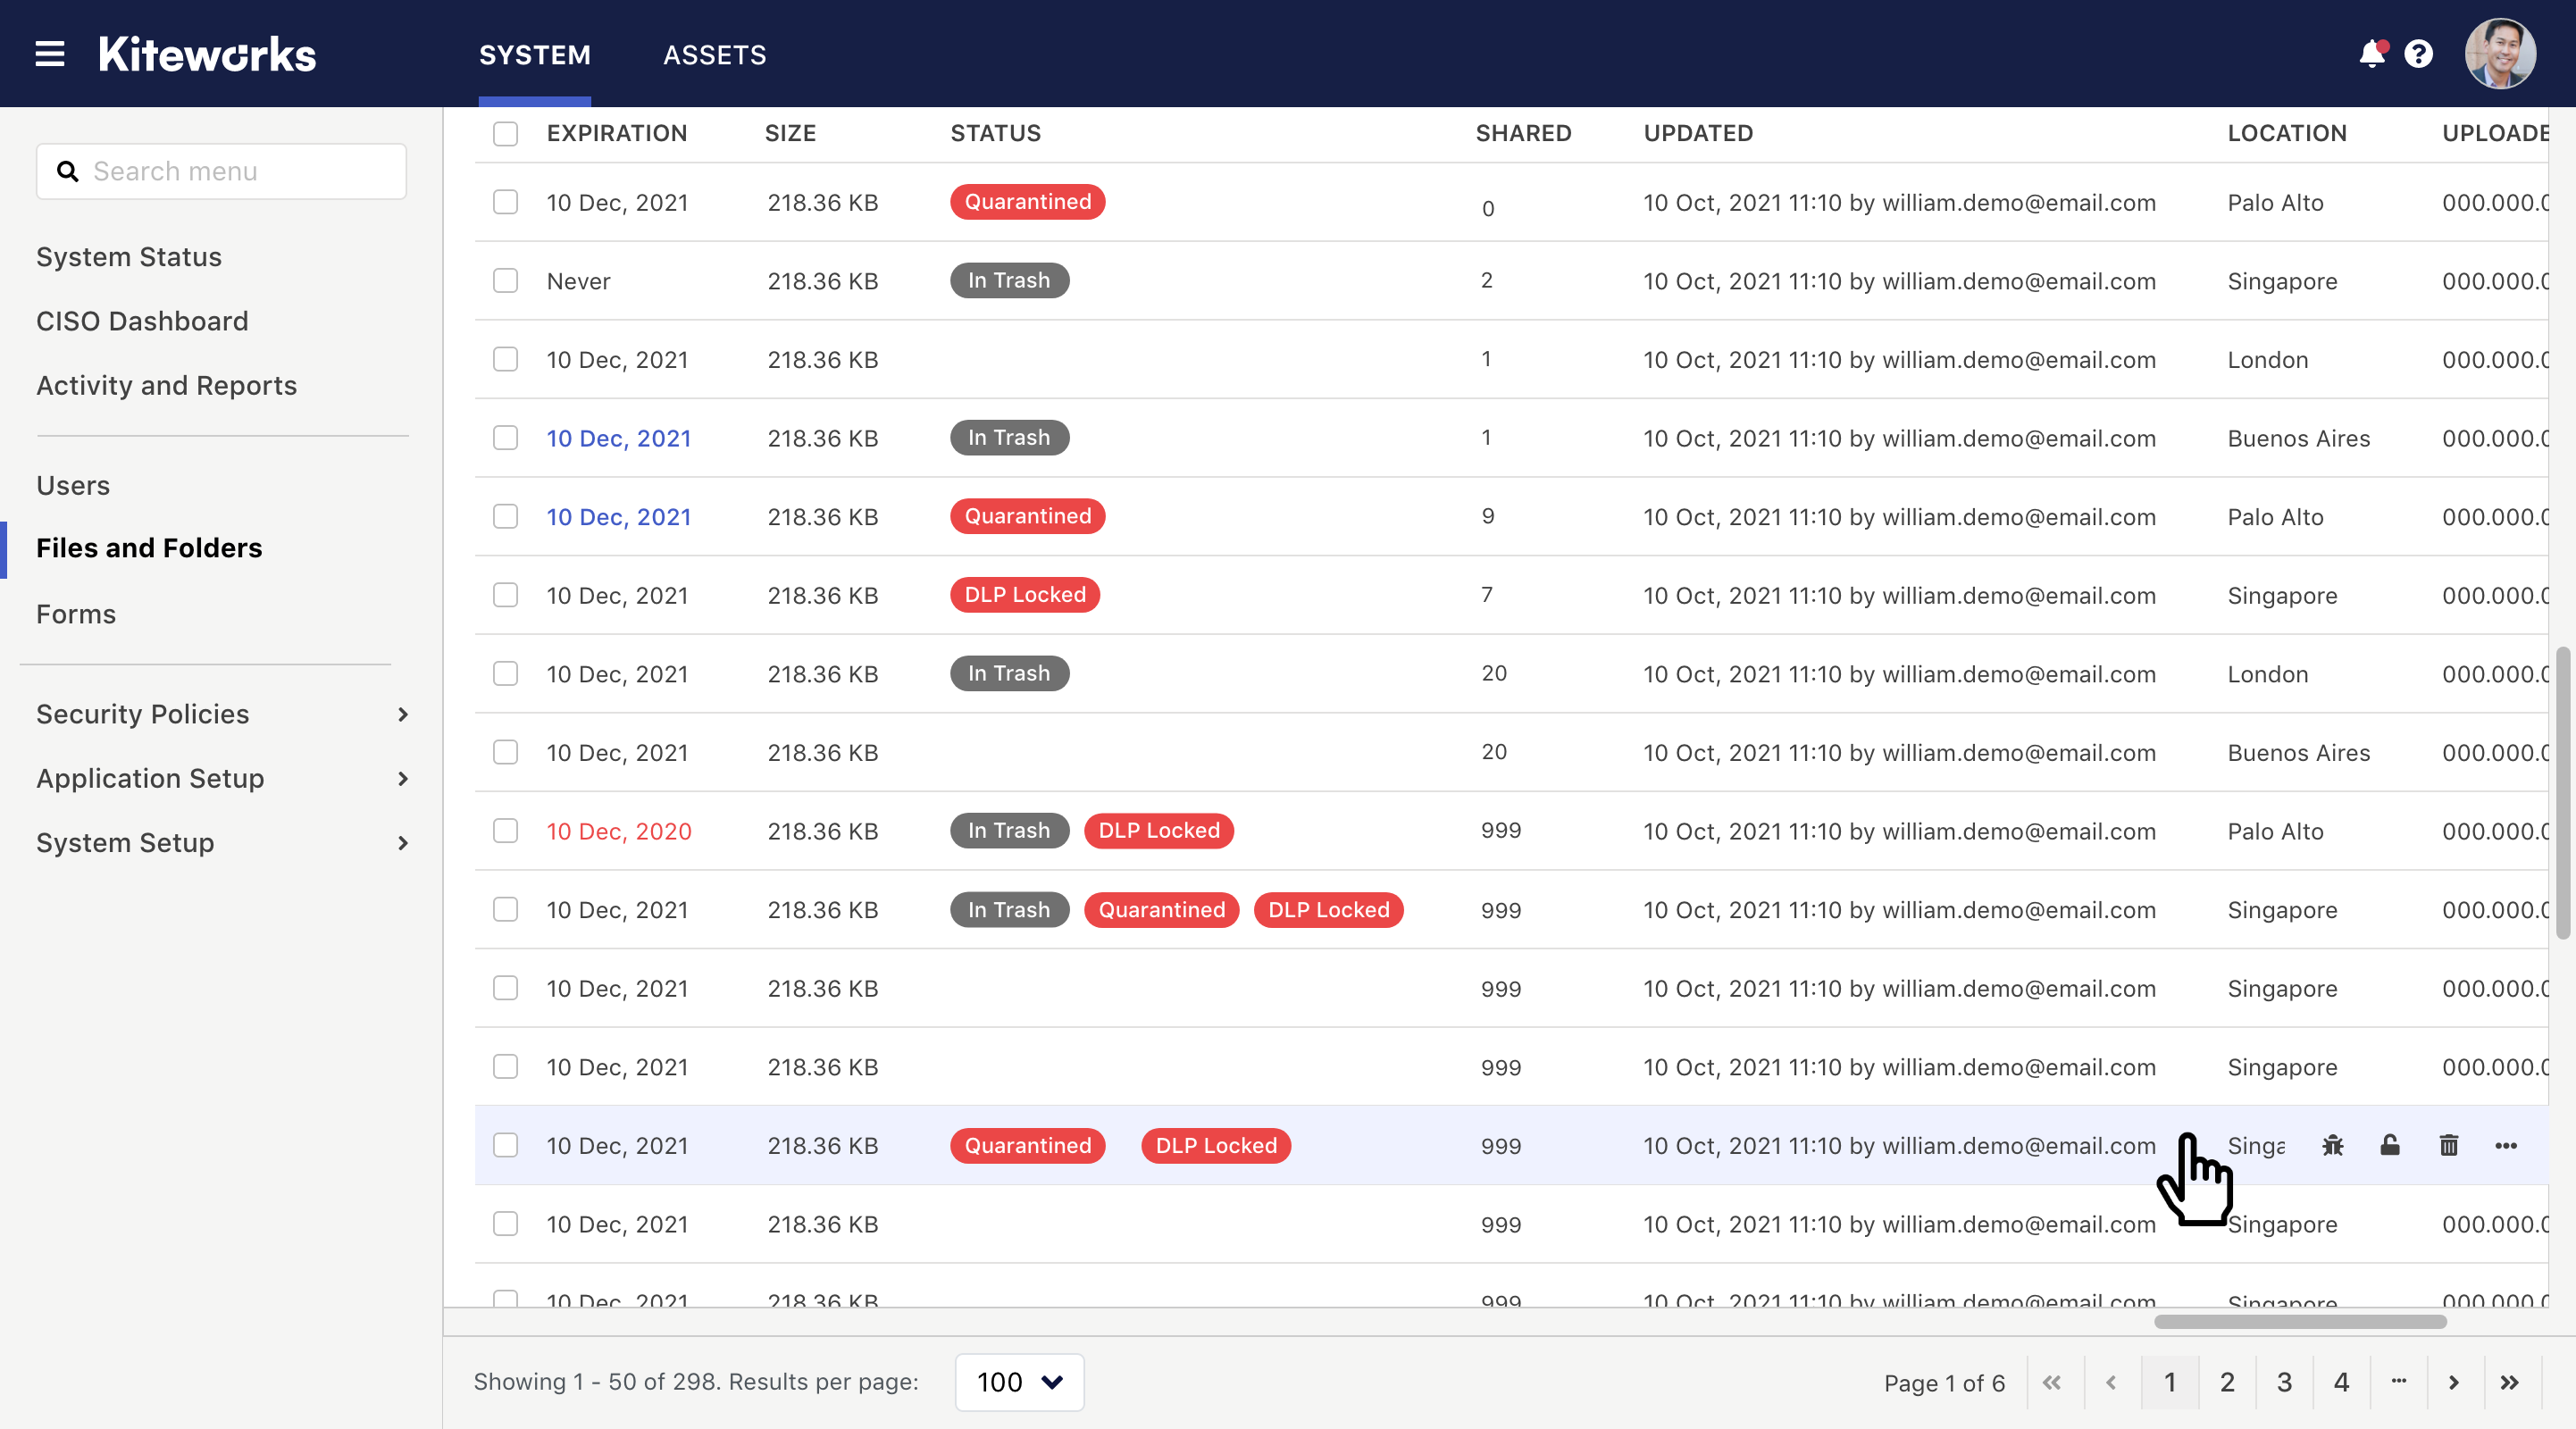 Kiteworks
SYSTEM ASSETS
Search menu
System Status
CISO Dashboard
Activity and Reports
Users
Files and Folders
Forms
Security Policies
Application Setup
System Setup
EXPIRATION SIZE STATUS SHARED UPDATED LOCATION UPLOADE
10 Dec, 2021 218.36 KB Quarantined 0 10 Oct, 2021 11:10 by william.demo@email.com Palo Alto 000.000.0
Never 218.36 KB In Trash 2 10 Oct, 2021 11:10 by william.demo@email.com Singapore 000.000.0
10 Dec, 2021 218.36 KB 1 10 Oct, 2021 11:10 by william.demo@email.com London 000.000.0
10 Dec, 2021 218.36 KB In Trash 1 10 Oct, 2021 11:10 by william.demo@email.com Buenos Aires 000.000.0
10 Dec, 2021 218.36 KB Quarantined 9 10 Oct, 2021 11:10 by william.demo@email.com Palo Alto 000.000.0
10 Dec, 2021 218.36 KB DLP Locked 7 10 Oct, 2021 11:10 by william.demo@email.com Singapore 000.000.0
10 Dec, 2021 218.36 KB In Trash 20 10 Oct, 2021 11:10 by william.demo@email.com London 000.000.0
10 Dec, 2021 218.36 KB 20 10 Oct, 2021 11:10 by william.demo@email.com Buenos Aires 000.000.0
10 Dec, 2020 218.36 KB In Trash DLP Locked 999 10 Oct, 2021 11:10 by william.demo@email.com Palo Alto 000.000.0
10 Dec, 2021 218.36 KB In Trash Quarantined DLP Locked 999 10 Oct, 2021 11:10 by william.demo@email.com Singapore 000.000.0
10 Dec, 2021 218.36 KB 999 10 Oct, 2021 11:10 by william.demo@email.com Singapore 000.000.0
10 Dec, 2021 218.36 KB 999 10 Oct, 2021 11:10 by william.demo@email.com Singapore 000.000.0
10 Dec, 2021 218.36 KB Quarantined DLP Locked 999 10 Oct, 2021 11:10 by william.demo@email.com Singa
10 Dec, 2021 218.36 KB 999 10 Oct, 2021 11:10 by william.demo@email.com Singapore 000.000.0
10 Dec, 2021 218.36 KB 999 10 Oct, 2021 11:10 by william.demo@email.com Singapore 000.000.0
Showing 1 - 50 of 298. Results per page: 100 Page 1 of 6 « ‹ 1 2 3 4 ··· › »